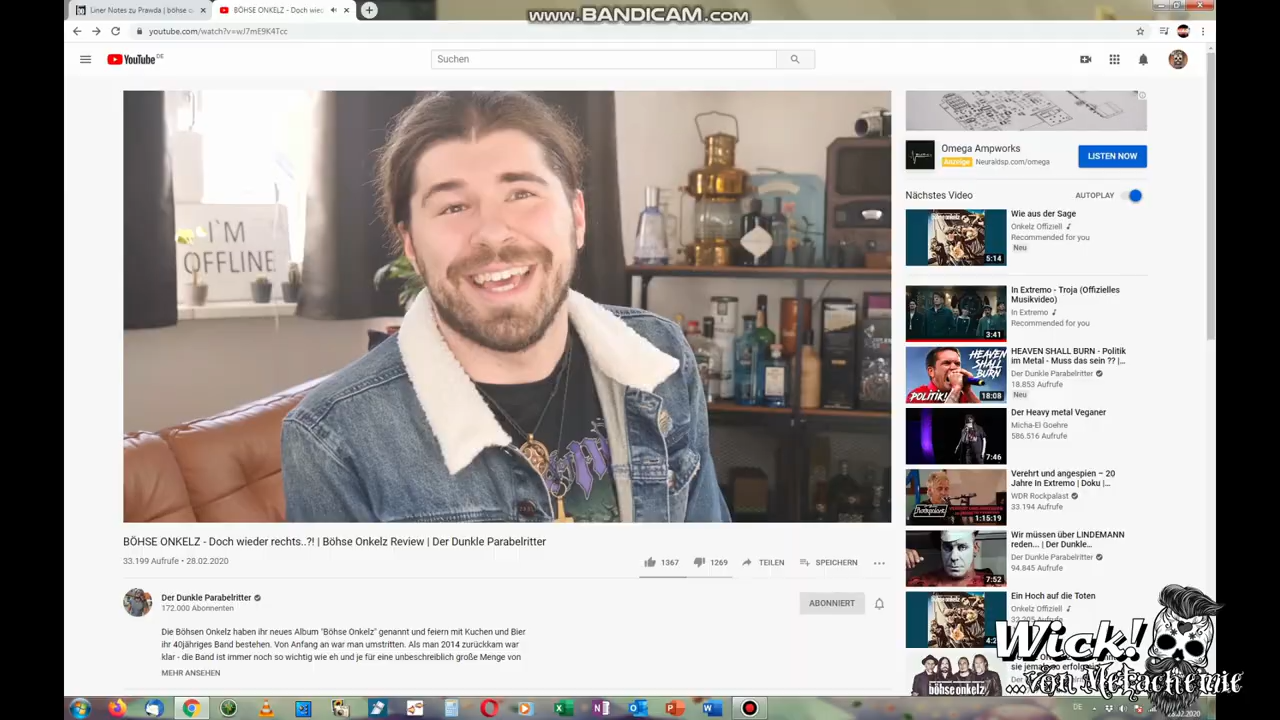 www.BANDICAM.com
Liner Notes zu Prawda | böhse o
BÖHSE ONKELZ - Doch wied
youtube.com/watch?v=wJ7mE9K4Tcc
YouTube DE
Suchen
I'M
OFFLINE
Omega Ampworks
Anzeige Neuraldsp.com/omega
LISTEN NOW
Nächstes Video
AUTOPLAY
Wie aus der Sage
Onkelz Offiziell
Recommended for you
Neu
5:14
In Extremo - Troja (Offizielles
Musikvideo)
In Extremo
Recommended for you
3:41
HEAVEN SHALL BURN - Politik
im Metal - Muss das sein ?? |...
Der Dunkle Parabelritter
18.853 Aufrufe
Neu
HEAVEN
SHALL
BURN
POLITIK!
18:08
Der Heavy metal Veganer
Micha-El Goehre
586.516 Aufrufe
7:46
Verehrt und angespien – 20
Jahre In Extremo | Doku |...
WDR Rockpalast
33.194 Aufrufe
1:15:19
Wir müssen über LINDEMANN
reden... | Der Dunkle...
Der Dunkle Parabelritter
94.845 Aufrufe
7:52
Ein Hoch auf die Toten
Onkelz Offiziell
böhse onkelz
BÖHSE ONKELZ - Doch wieder rechts..?! | Böhse Onkelz Review | Der Dunkle Parabelritter
33.199 Aufrufe • 28.02.2020
1367
1269
TEILEN
SPEICHERN
Der Dunkle Parabelritter
172.000 Abonnenten
ABONNIERT
Die Böhsen Onkelz haben ihr neues Album "Böhse Onkelz" genannt und feiern mit Kuchen und Bier
ihr 40jähriges Band bestehen. Von Anfang an war man umstritten. Als man 2014 zurückkam war
klar - die Band ist immer noch so wichtig wie eh und je für eine unbeschreiblich große Menge von
MEHR ANSEHEN
Wick!
...von McFachernie
DE
28.02.2020